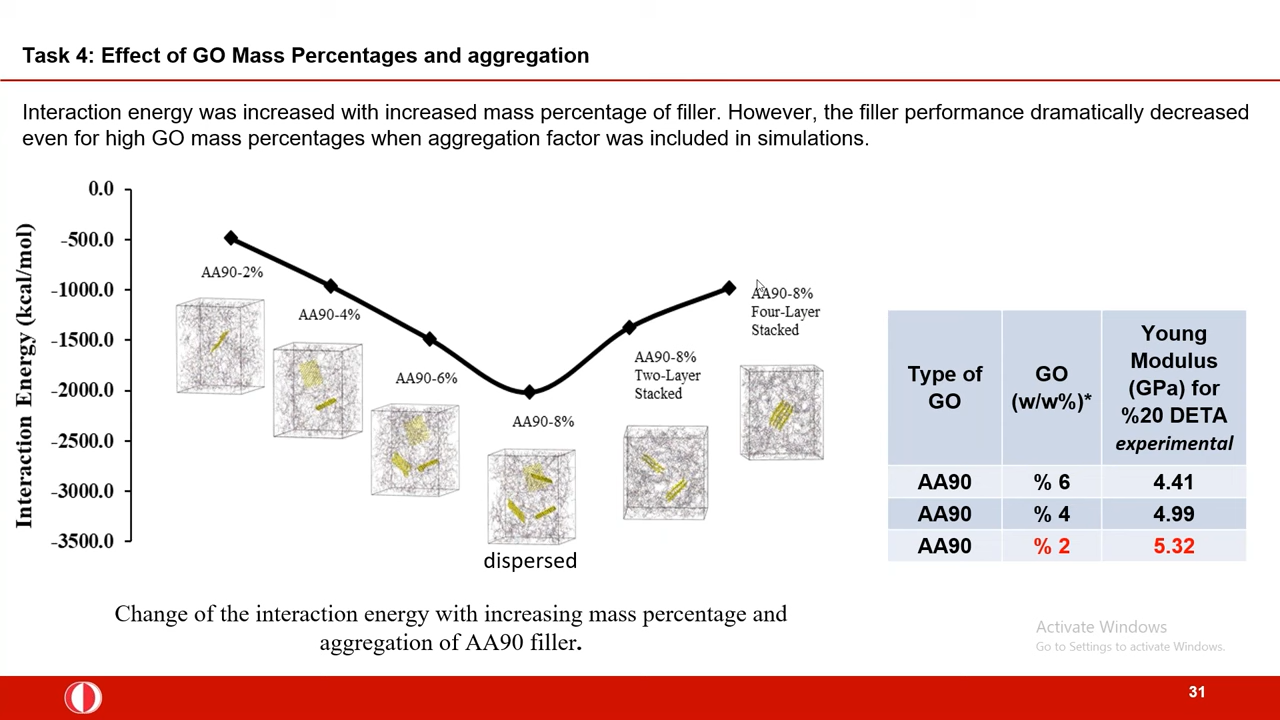 Task 4: Effect of GO Mass Percentages and aggregation
Interaction energy was increased with increased mass percentage of filler. However, the filler performance dramatically decreased
even for high GO mass percentages when aggregation factor was included in simulations.
Interaction Energy (kcal/mol)
0.0
-500.0
-1000.0
-1500.0
-2000.0
-2500.0
-3000.0
-3500.0
AA90-2%
AA90-4%
AA90-6%
AA90-8%
dispersed
AA90-8%
Two-Layer
Stacked
AA90-8%
Four-Layer
Stacked
Change of the interaction energy with increasing mass percentage and
aggregation of AA90 filler.
Type of
GO
GO
(w/w%)*
Young
Modulus
(GPa) for
%20 DETA
experimental
AA90 % 6 4.41
AA90 % 4 4.99
AA90 % 2 5.32
Activate Windows
Go to Settings to activate Windows.
31